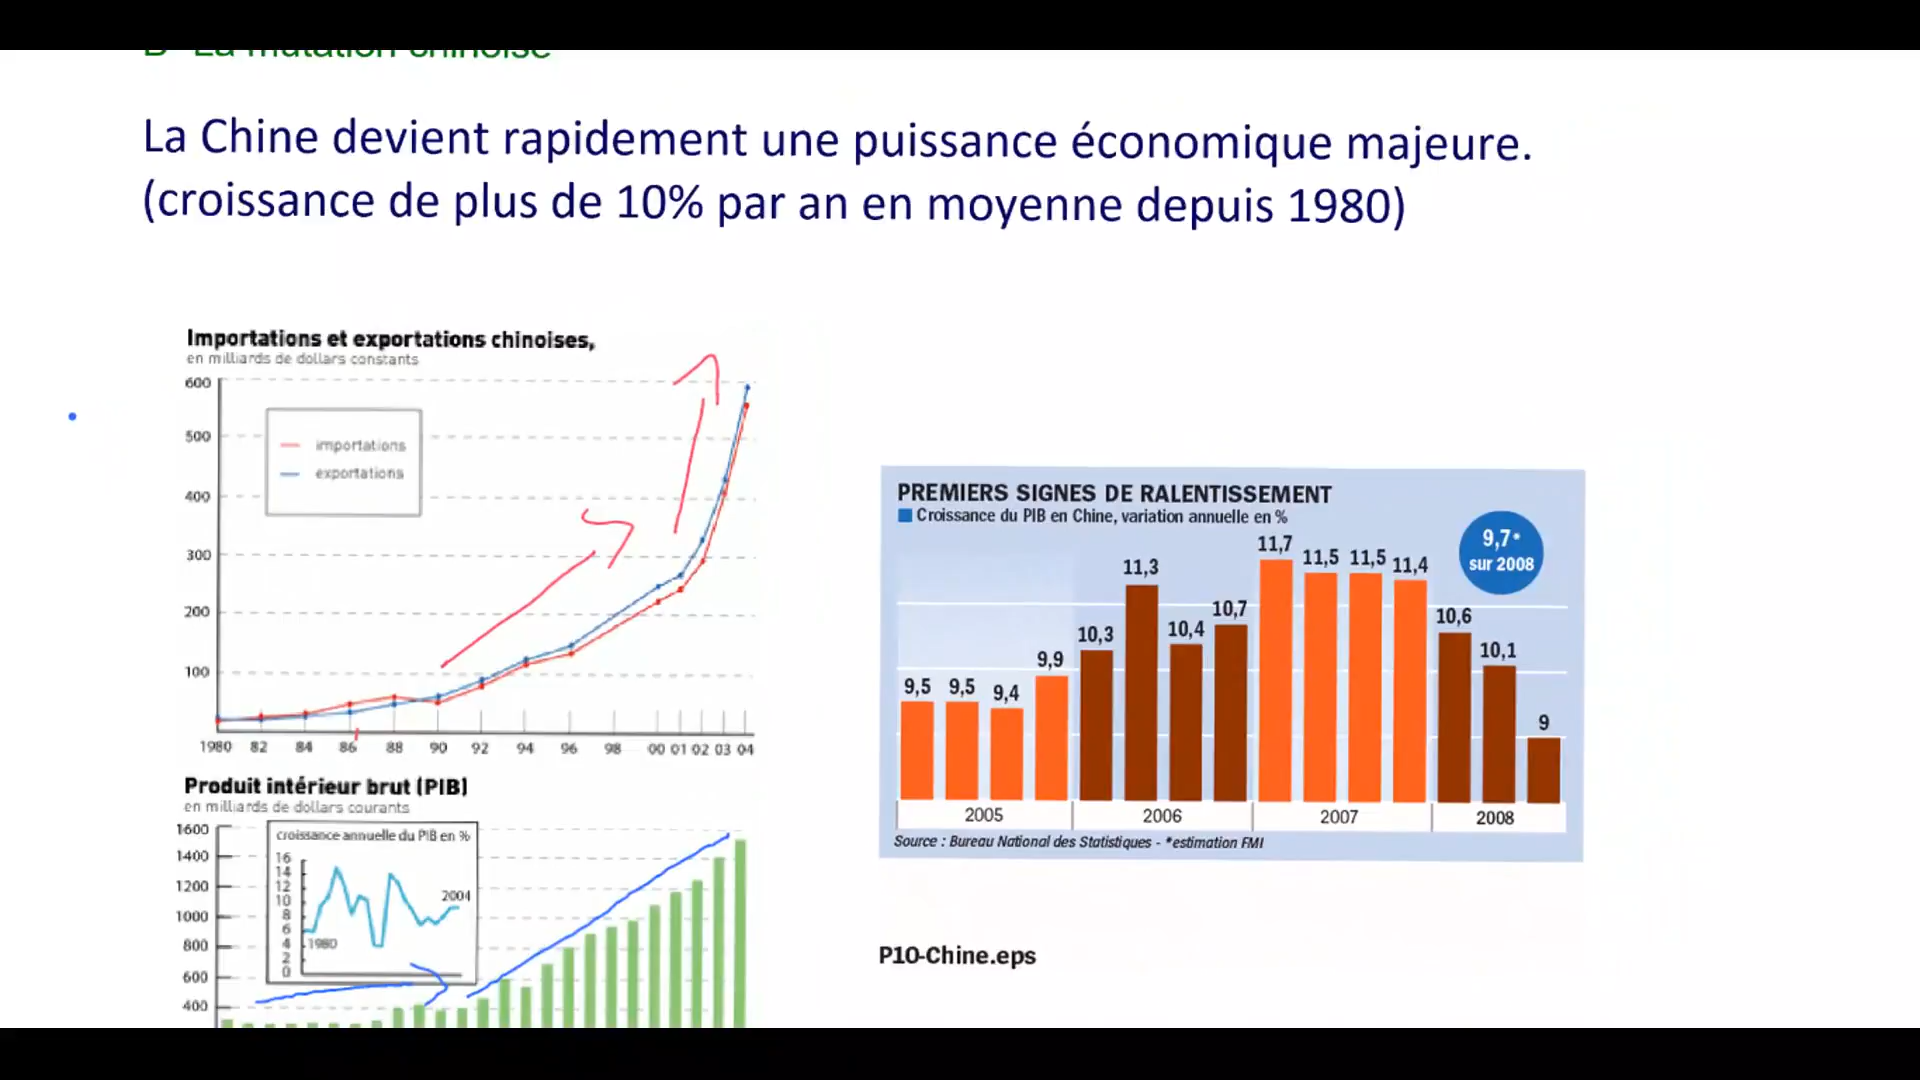 B- La mutation chinoise
La Chine devient rapidement une puissance économique majeure.
(croissance de plus de 10% par an en moyenne depuis 1980)
Importations et exportations chinoises,
en milliards de dollars constants
600
500
400
300
200
100
importations
exportations
1980 82 84 86 88 90 92 94 96 98 00 01 02 03 04
Produit intérieur brut (PIB)
en milliards de dollars courants
1600
1400
1200
1000
800
600
400
croissance annuelle du PIB en %
16
14
12
10
8
6
4
2
0
1980
2004
PREMIERS SIGNES DE RALENTISSEMENT
Croissance du PIB en Chine, variation annuelle en %
9,7*
sur 2008
9,5 9,5 9,4 9,9 10,3 11,3 10,4 10,7 11,7 11,5 11,5 11,4 10,6 10,1 9
2005 2006 2007 2008
Source : Bureau National des Statistiques - *estimation FMI
P10-Chine.eps